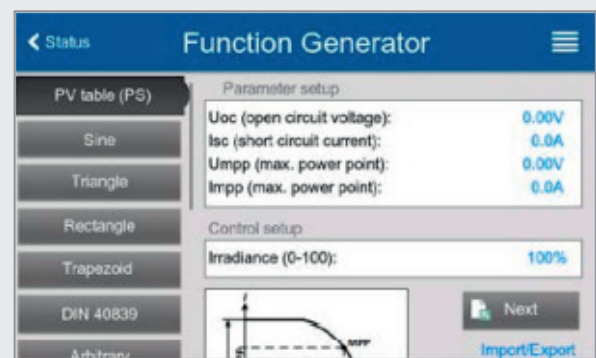 Status
Function Generator
PV table (PS)
Sine
Triangle
Rectangle
Trapezoid
DIN 40839
Arbitrary
Parameter setup
Uoc (open circuit voltage): 0.00V
Isc (short circuit current): 0.0A
Umpp (max. power point): 0.00V
Impp (max. power point): 0.0A
Control setup
Irradiance (0-100): 100%
I
MPP
Next
Import/Export